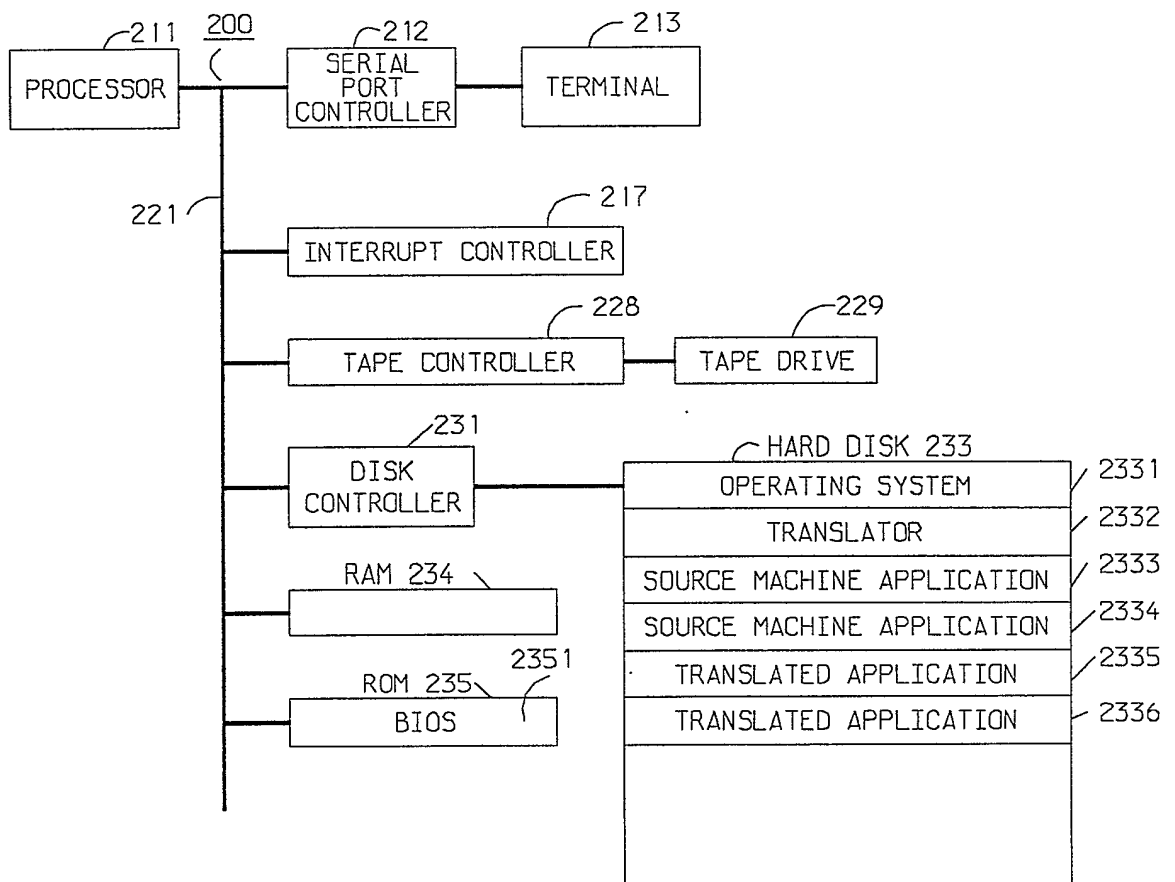 211
200
212
213
PROCESSOR
SERIAL
PORT
CONTROLLER
TERMINAL
221
217
INTERRUPT CONTROLLER
228
229
TAPE CONTROLLER
TAPE DRIVE
231
DISK
CONTROLLER
HARD DISK 233
OPERATING SYSTEM
2331
TRANSLATOR
2332
SOURCE MACHINE APPLICATION
2333
SOURCE MACHINE APPLICATION
2334
TRANSLATED APPLICATION
2335
TRANSLATED APPLICATION
2336
RAM 234
ROM 235
2351
BIOS